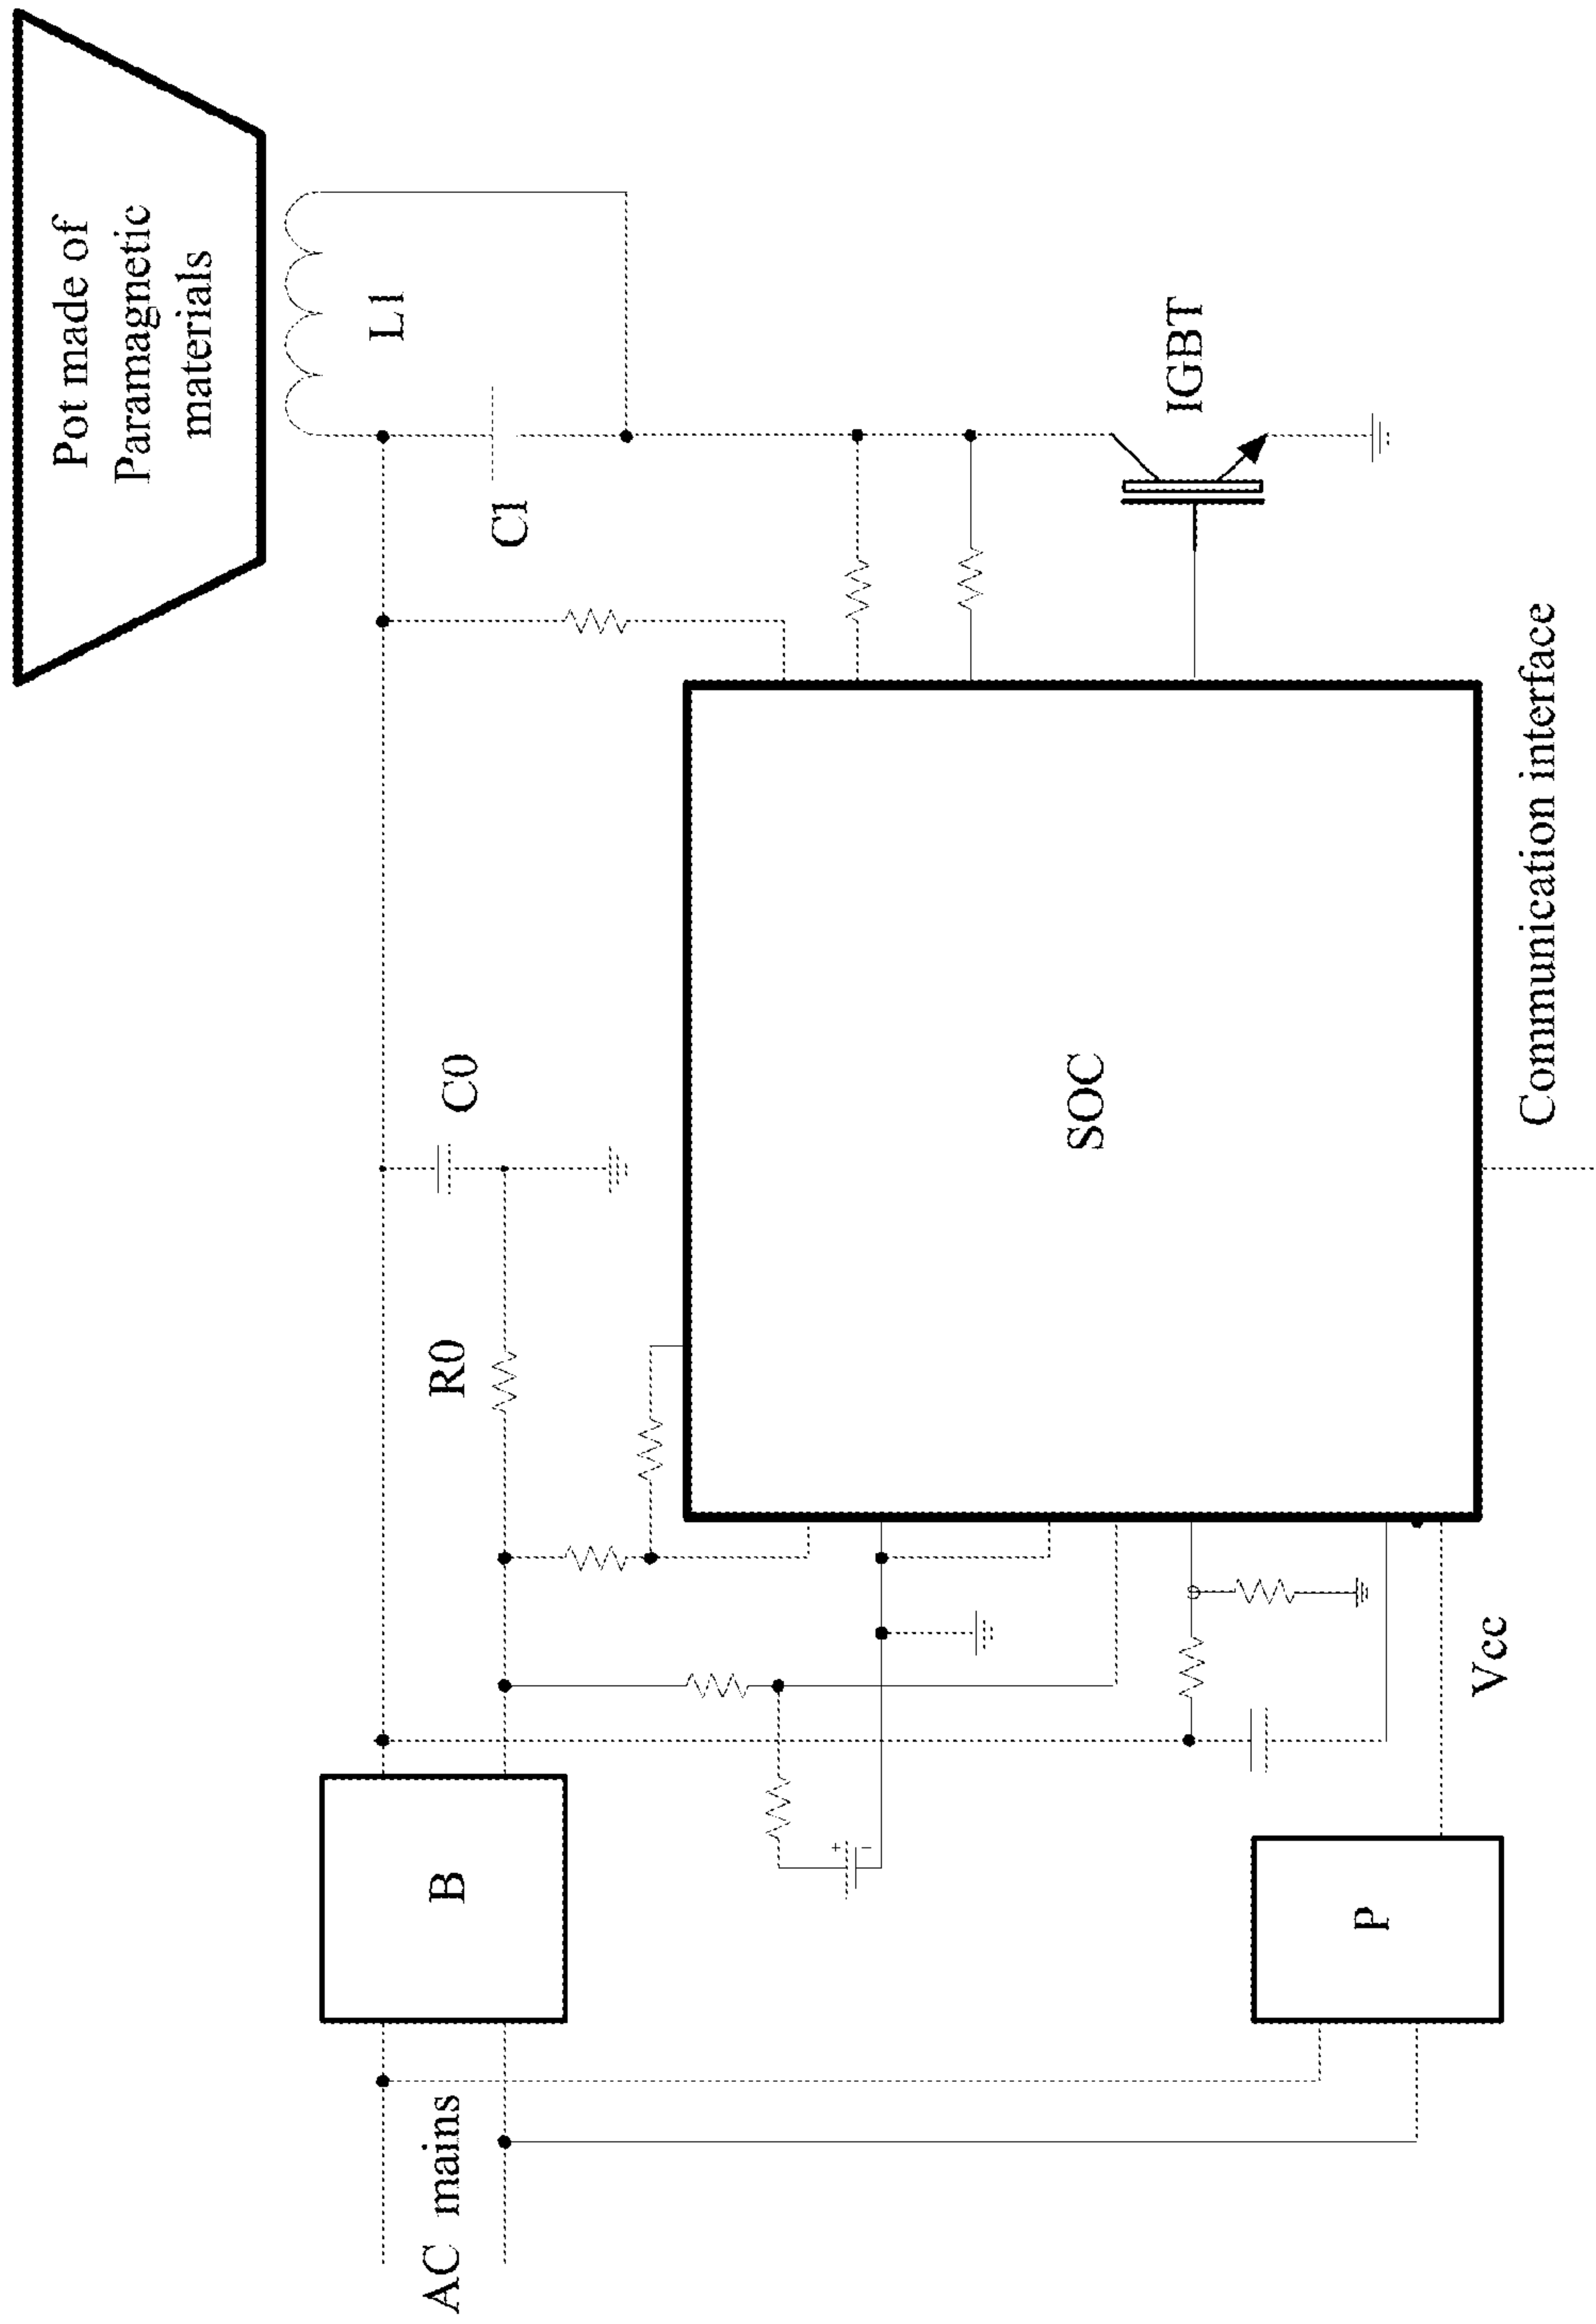 Pot made of
Paramagnetic
materials
L1
C1
IGBT
C0
R0
SOC
Communication interface
B
AC mains
P
Vcc
+
-